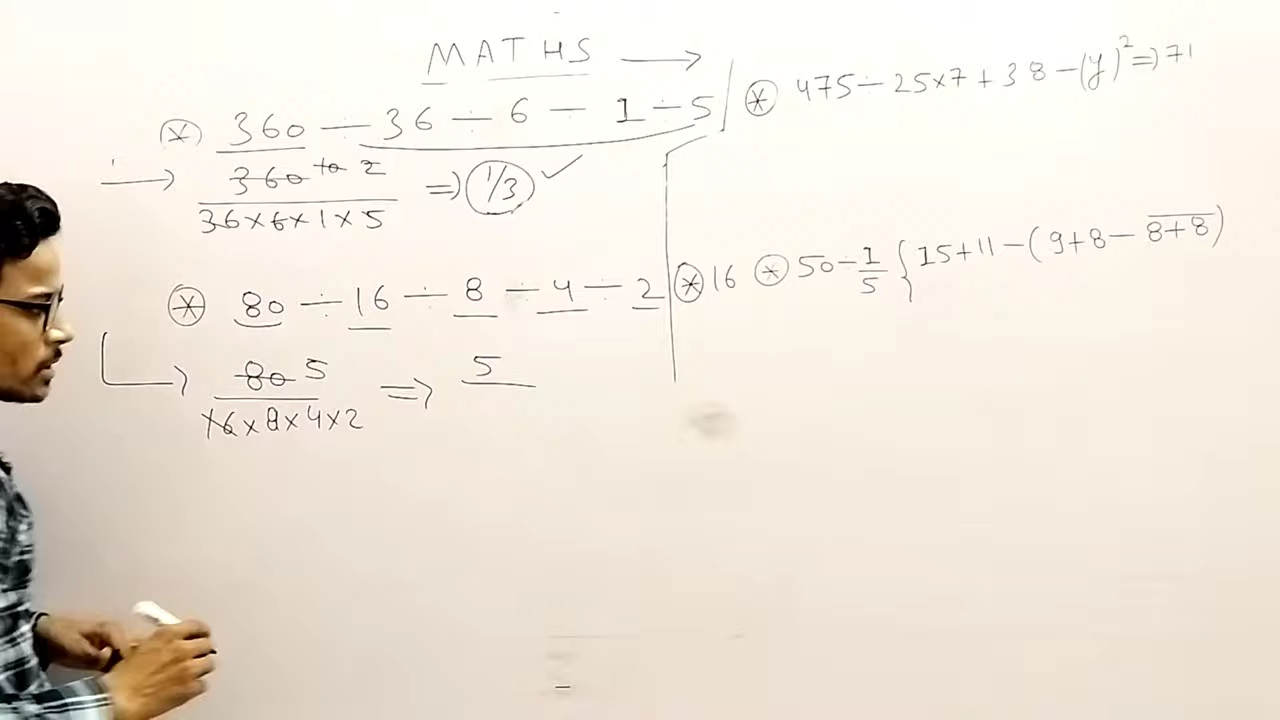 MATHS →
⊛ 360 ÷ 36 ÷ 6 ÷ 1 ÷ 5
→ 360 10 2
36×6×1×5
⇒ 1/3 ✓
⊛ 80 ÷ 16 ÷ 8 ÷ 4 ÷ 2
→ 80 5 ⇒ 5
16×8×4×2
⊛ 475 ÷ 25×7 + 38 - (y)² ⇒ 71
⊛ 16 ⊛ 50 - 1/5 { 15+11 - (9+8 - 8+8)